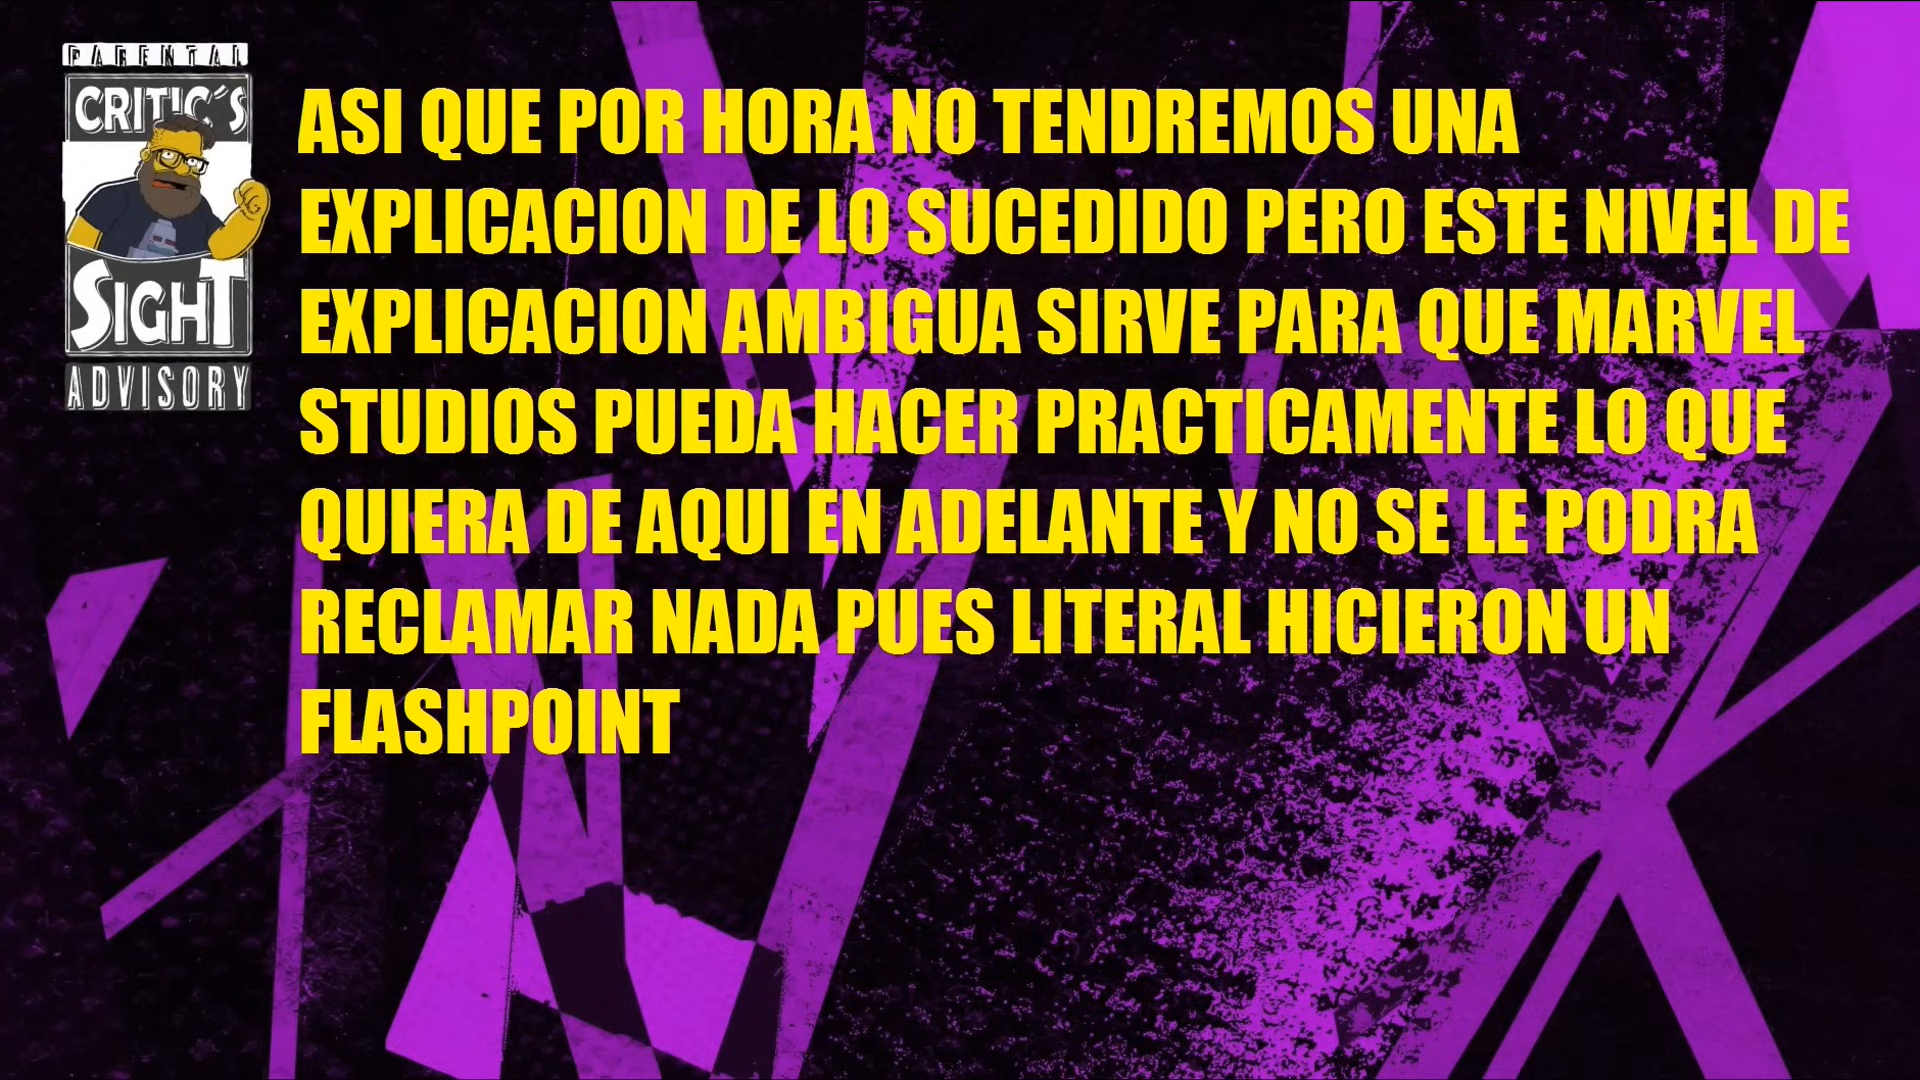 PARENTAL
CRITIC´S
SIGHT
ADVISORY
ASI QUE POR HORA NO TENDREMOS UNA
EXPLICACION DE LO SUCEDIDO PERO ESTE NIVEL DE
EXPLICACION AMBIGUA SIRVE PARA QUE MARVEL
STUDIOS PUEDA HACER PRACTICAMENTE LO QUE
QUIERA DE AQUI EN ADELANTE Y NO SE LE PODRA
RECLAMAR NADA PUES LITERAL HICIERON UN
FLASHPOINT